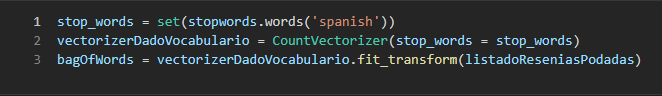 1 stop_words = set(stopwords.words('spanish'))
2 vectorizerDadoVocabulario = CountVectorizer(stop_words = stop_words)
3 bagOfWords = vectorizerDadoVocabulario.fit_transform(listadoReseniasPodadas)